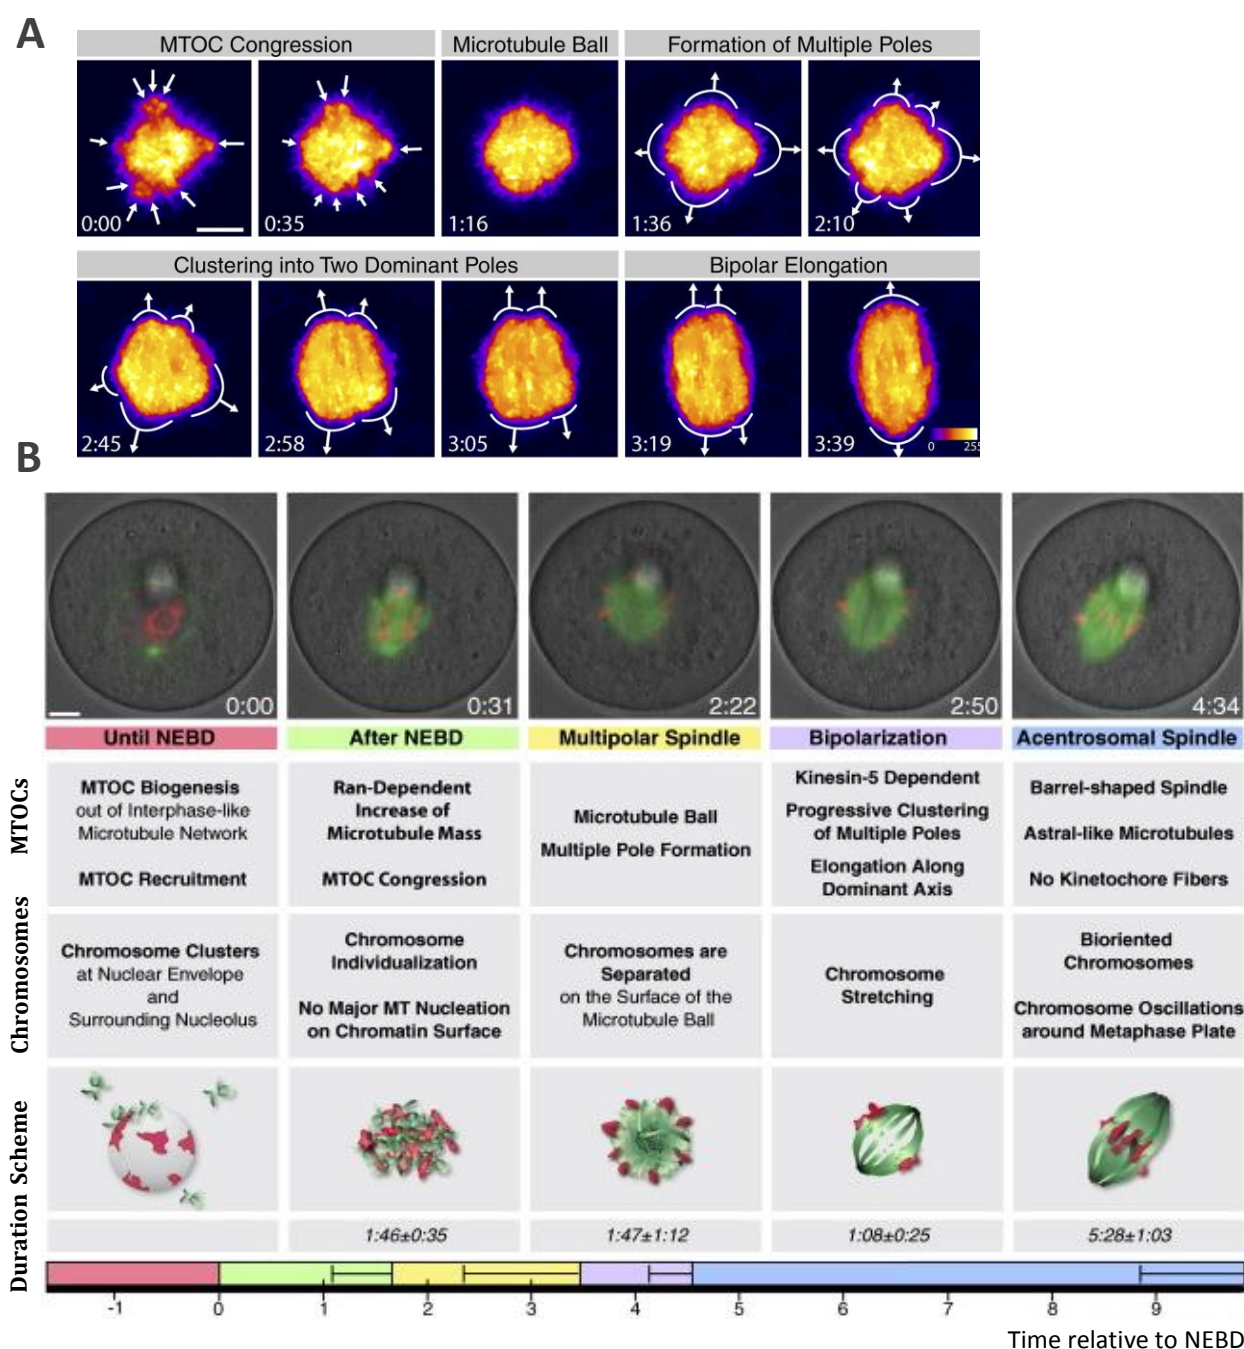 A
MTOC Congression
Microtubule Ball
Formation of Multiple Poles
0:00
0:35
1:16
1:36
2:10
Clustering into Two Dominant Poles
Bipolar Elongation
2:45
2:58
3:05
3:19
3:39
0
255
B
0:00
0:31
2:22
2:50
4:34
Until NEBD
After NEBD
Multipolar Spindle
Bipolarization
Acentrosomal Spindle
MTOCs
MTOC Biogenesis
out of Interphase-like
Microtubule Network
MTOC Recruitment
Ran-Dependent
Increase of
Microtubule Mass
MTOC Congression
Microtubule Ball
Multiple Pole Formation
Kinesin-5 Dependent
Progressive Clustering
of Multiple Poles
Elongation Along
Dominant Axis
Barrel-shaped Spindle
Astral-like Microtubules
No Kinetochore Fibers
Chromosomes
Chromosome Clusters
at Nuclear Envelope
and
Surrounding Nucleolus
Chromosome
Individualization
No Major MT Nucleation
on Chromatin Surface
Chromosomes are
Separated
on the Surface of the
Microtubule Ball
Chromosome
Stretching
Bioriented
Chromosomes
Chromosome Oscillations
around Metaphase Plate
Duration Scheme
1:46±0:35
1:47±1:12
1:08±0:25
5:28±1:03
-1 0 1 2 3 4 5 6 7 8 9
Time relative to NEBD